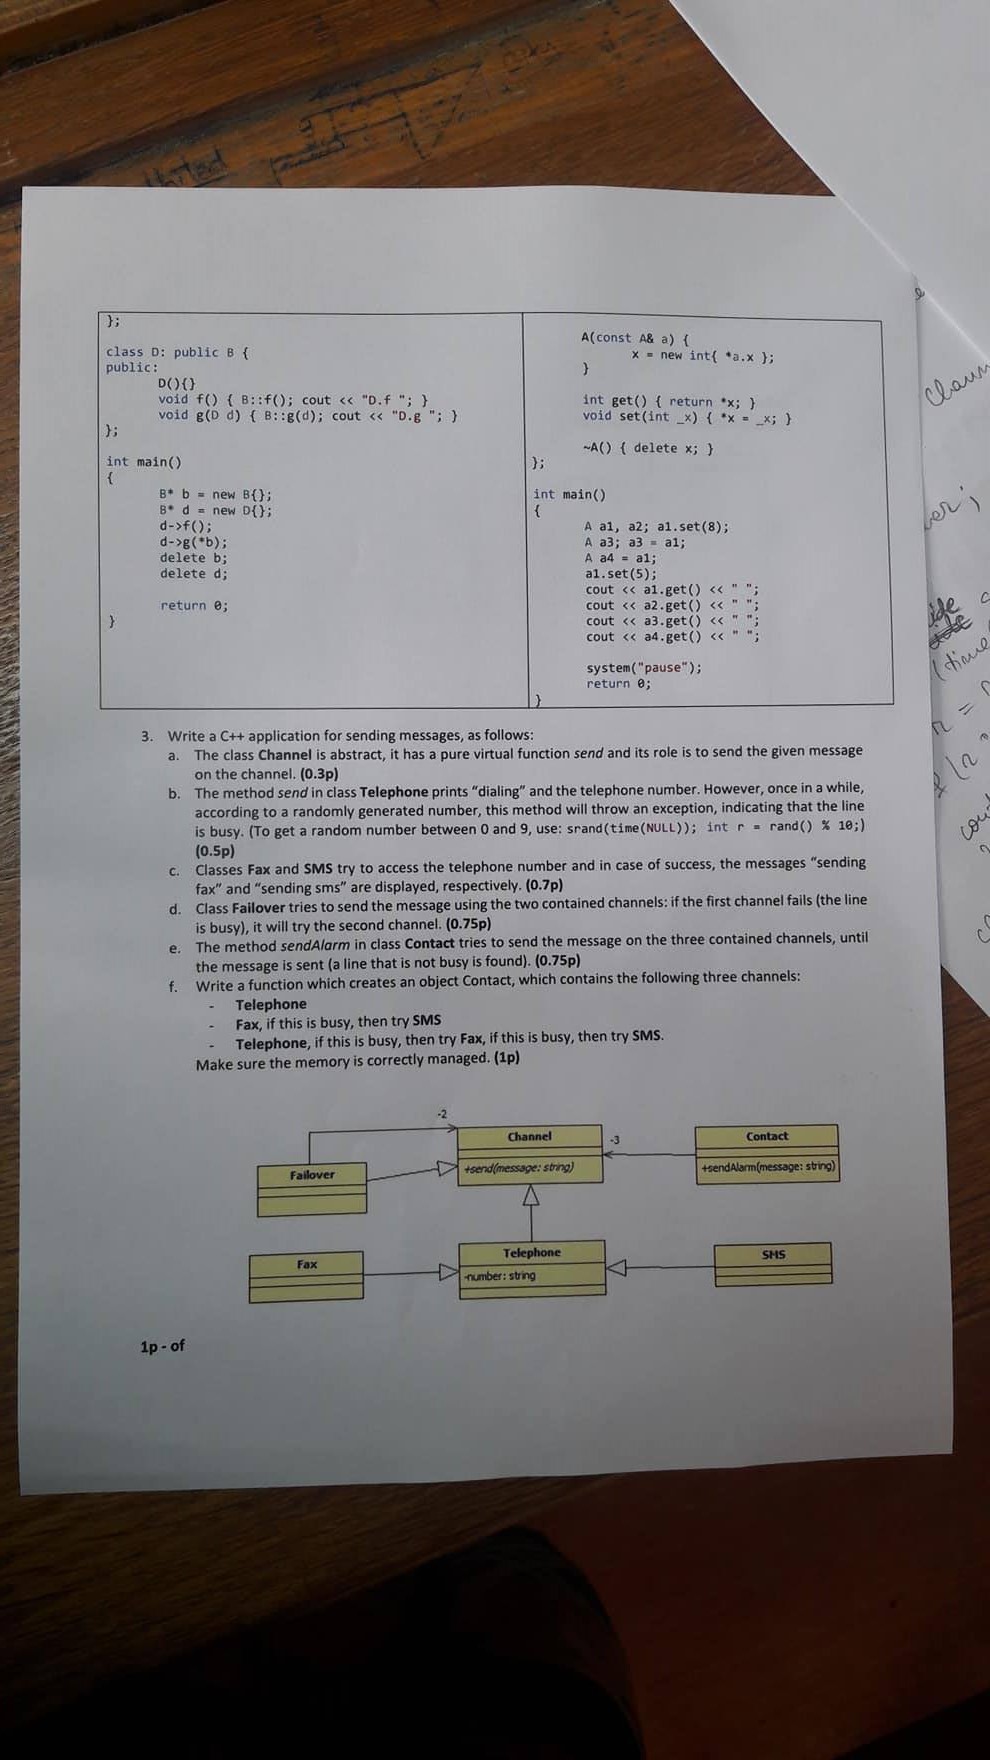 };
class D: public B {
public:
D(){}
void f() { B::f(); cout << "D.f "; }
void g(D d) { B::g(d); cout << "D.g "; }
};
int main()
{
B* b = new B{};
B* d = new D{};
d->f();
d->g(*b);
delete b;
delete d;
return 0;
}
A(const A& a) {
x = new int{ *a.x };
}
int get() { return *x; }
void set(int _x) { *x = _x; }
~A() { delete x; }
};
int main()
{
A a1, a2; a1.set(8);
A a3; a3 = a1;
A a4 = a1;
a1.set(5);
cout << a1.get() << " ";
cout << a2.get() << " ";
cout << a3.get() << " ";
cout << a4.get() << " ";
system("pause");
return 0;
}
3. Write a C++ application for sending messages, as follows:
a. The class Channel is abstract, it has a pure virtual function send and its role is to send the given message
on the channel. (0.3p)
b. The method send in class Telephone prints "dialing" and the telephone number. However, once in a while,
according to a randomly generated number, this method will throw an exception, indicating that the line
is busy. (To get a random number between 0 and 9, use: srand(time(NULL)); int r = rand() % 10;)
(0.5p)
c. Classes Fax and SMS try to access the telephone number and in case of success, the messages "sending
fax" and "sending sms" are displayed, respectively. (0.7p)
d. Class Failover tries to send the message using the two contained channels: if the first channel fails (the line
is busy), it will try the second channel. (0.75p)
e. The method sendAlarm in class Contact tries to send the message on the three contained channels, until
the message is sent (a line that is not busy is found). (0.75p)
f. Write a function which creates an object Contact, which contains the following three channels:
- Telephone
- Fax, if this is busy, then try SMS
- Telephone, if this is busy, then try Fax, if this is busy, then try SMS.
Make sure the memory is correctly managed. (1p)
-2
Channel
+send(message: string)
-3
Contact
+sendAlarm(message: string)
Failover
Fax
Telephone
-number: string
SMS
1p - of
(time